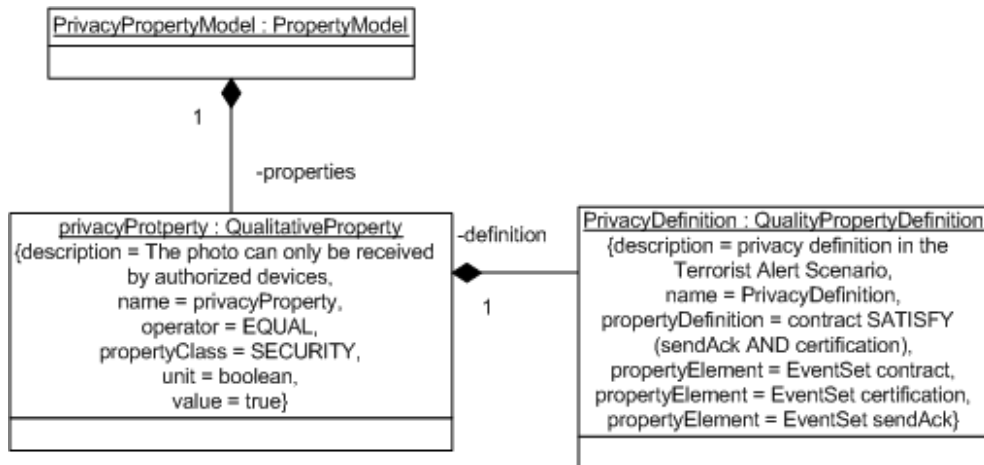 PrivacyPropertyModel : PropertyModel
1
-properties
privacyProtperty : QualitativeProperty
{description = The photo can only be received
by authorized devices,
name = privacyProperty,
operator = EQUAL,
propertyClass = SECURITY,
unit = boolean,
value = true}
-definition
1
PrivacyDefinition : QualityPropertyDefinition
{description = privacy definition in the
Terrorist Alert Scenario,
name = PrivacyDefinition,
propertyDefinition = contract SATISFY
(sendAck AND certification),
propertyElement = EventSet contract,
propertyElement = EventSet certification,
propertyElement = EventSet sendAck}